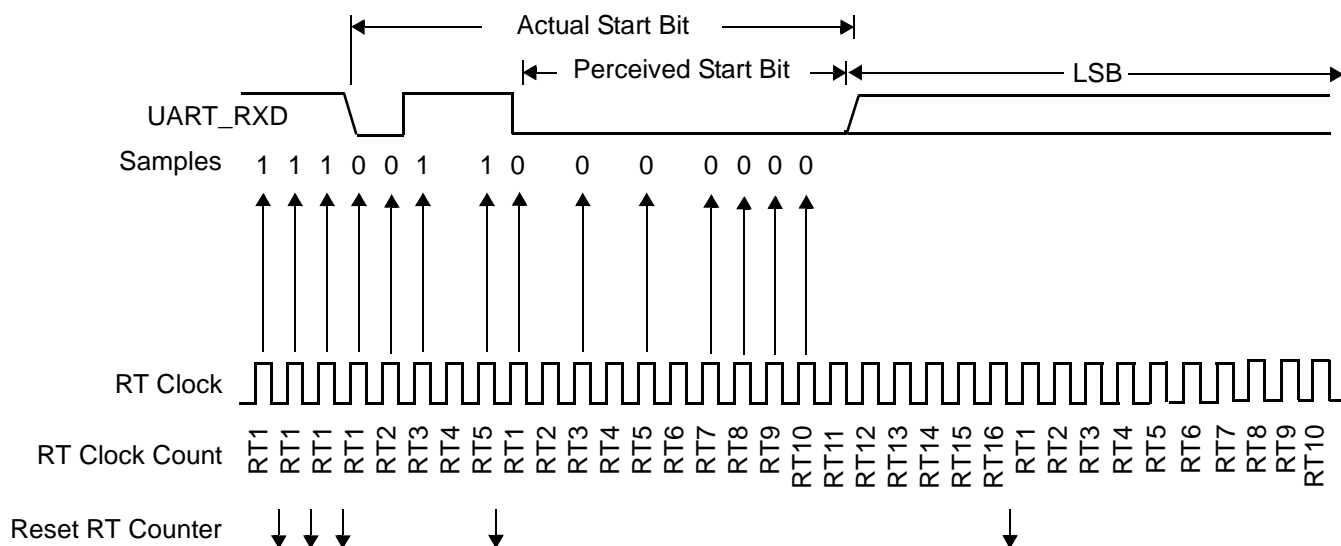 Actual Start Bit
Perceived Start Bit
LSB
UART_RXD
Samples 1 1 1 0 0 1 1 0 0 0 0 0 0 0
RT Clock
RT Clock Count RT1 RT1 RT1 RT1 RT2 RT3 RT4 RT5 RT1 RT2 RT3 RT4 RT5 RT6 RT7 RT8 RT9 RT10 RT11 RT12 RT13 RT14 RT15 RT16 RT1 RT2 RT3 RT4 RT5 RT6 RT7 RT8 RT9 RT10
Reset RT Counter